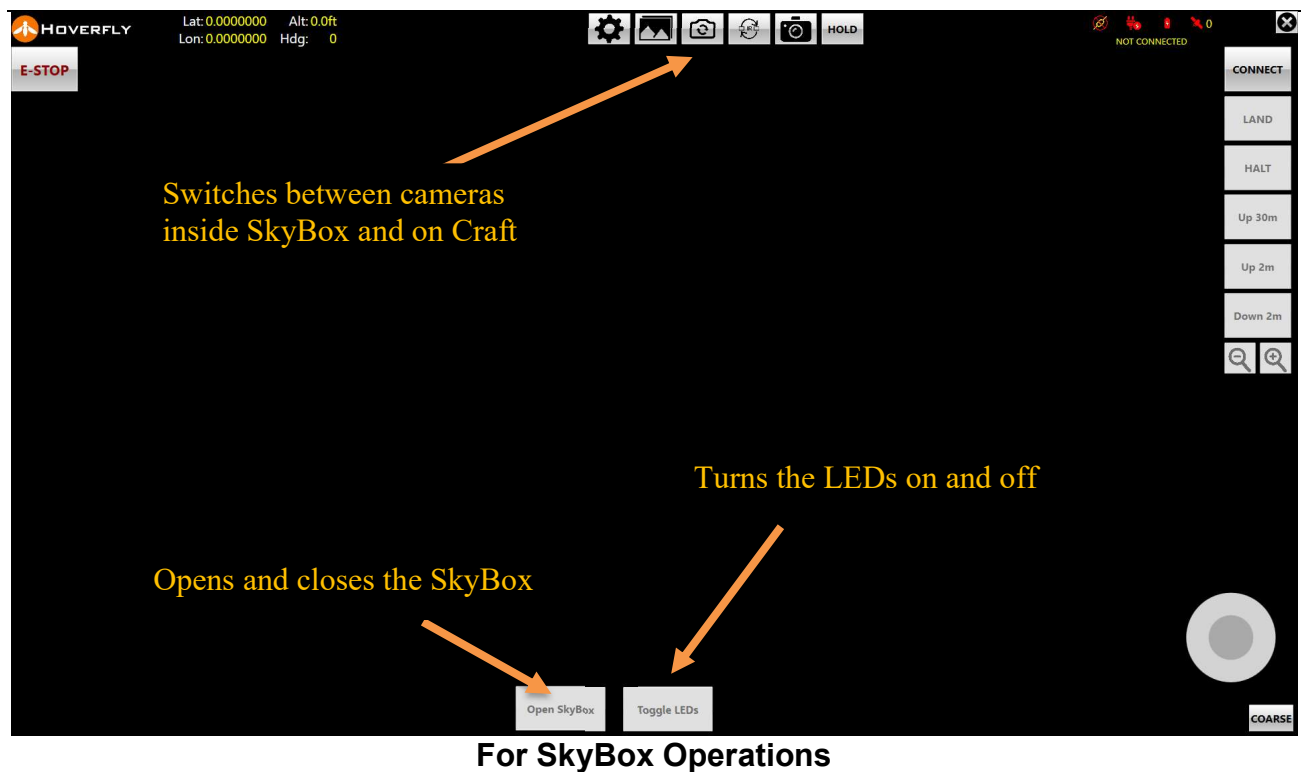 HOVERFLY
Lat: 0.0000000 Alt: 0.0ft
Lon: 0.0000000 Hdg: 0
HOLD
0
NOT CONNECTED
E-STOP
CONNECT
LAND
HALT
Switches between cameras
inside SkyBox and on Craft
Up 30m
Up 2m
Down 2m
Turns the LEDs on and off
Opens and closes the SkyBox
Open SkyBox
Toggle LEDs
COARSE
For SkyBox Operations